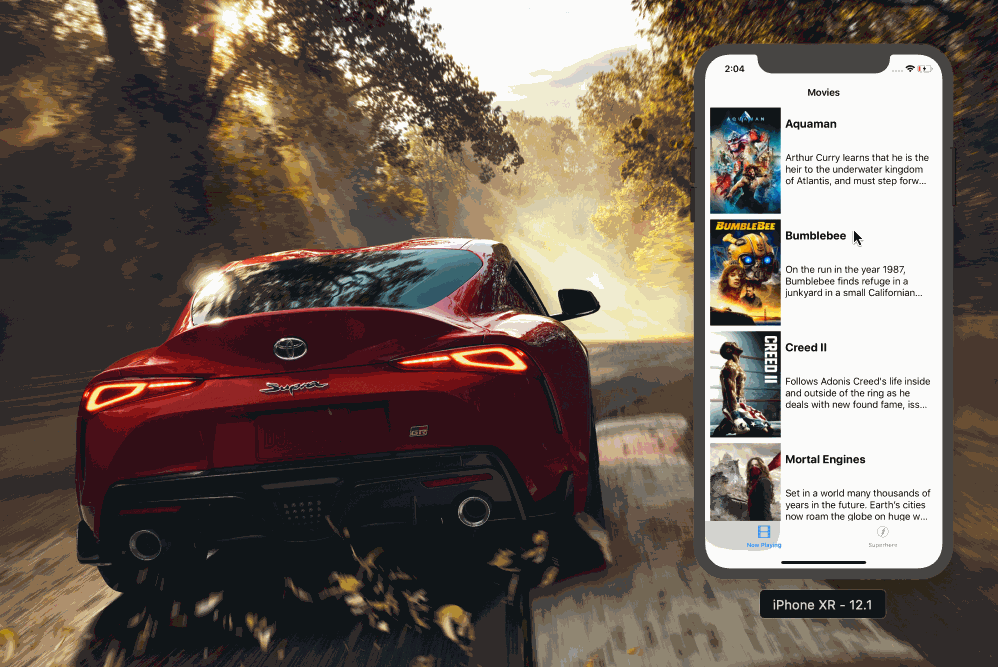 Supra
GR
2:04
Movies
AQUAMAN
Aquaman
Arthur Curry learns that he is the
heir to the underwater kingdom
of Atlantis, and must step forw...
BUMBLEBEE
Bumblebee
On the run in the year 1987,
Bumblebee finds refuge in a
junkyard in a small Californian...
CREED II
Creed II
Follows Adonis Creed's life inside
and outside of the ring as he
deals with new found fame, iss...
Mortal Engines
Set in a world many thousands of
years in the future. Earth's cities
now roam the globe on huge w...
Now Playing
Superhero
iPhone XR - 12.1